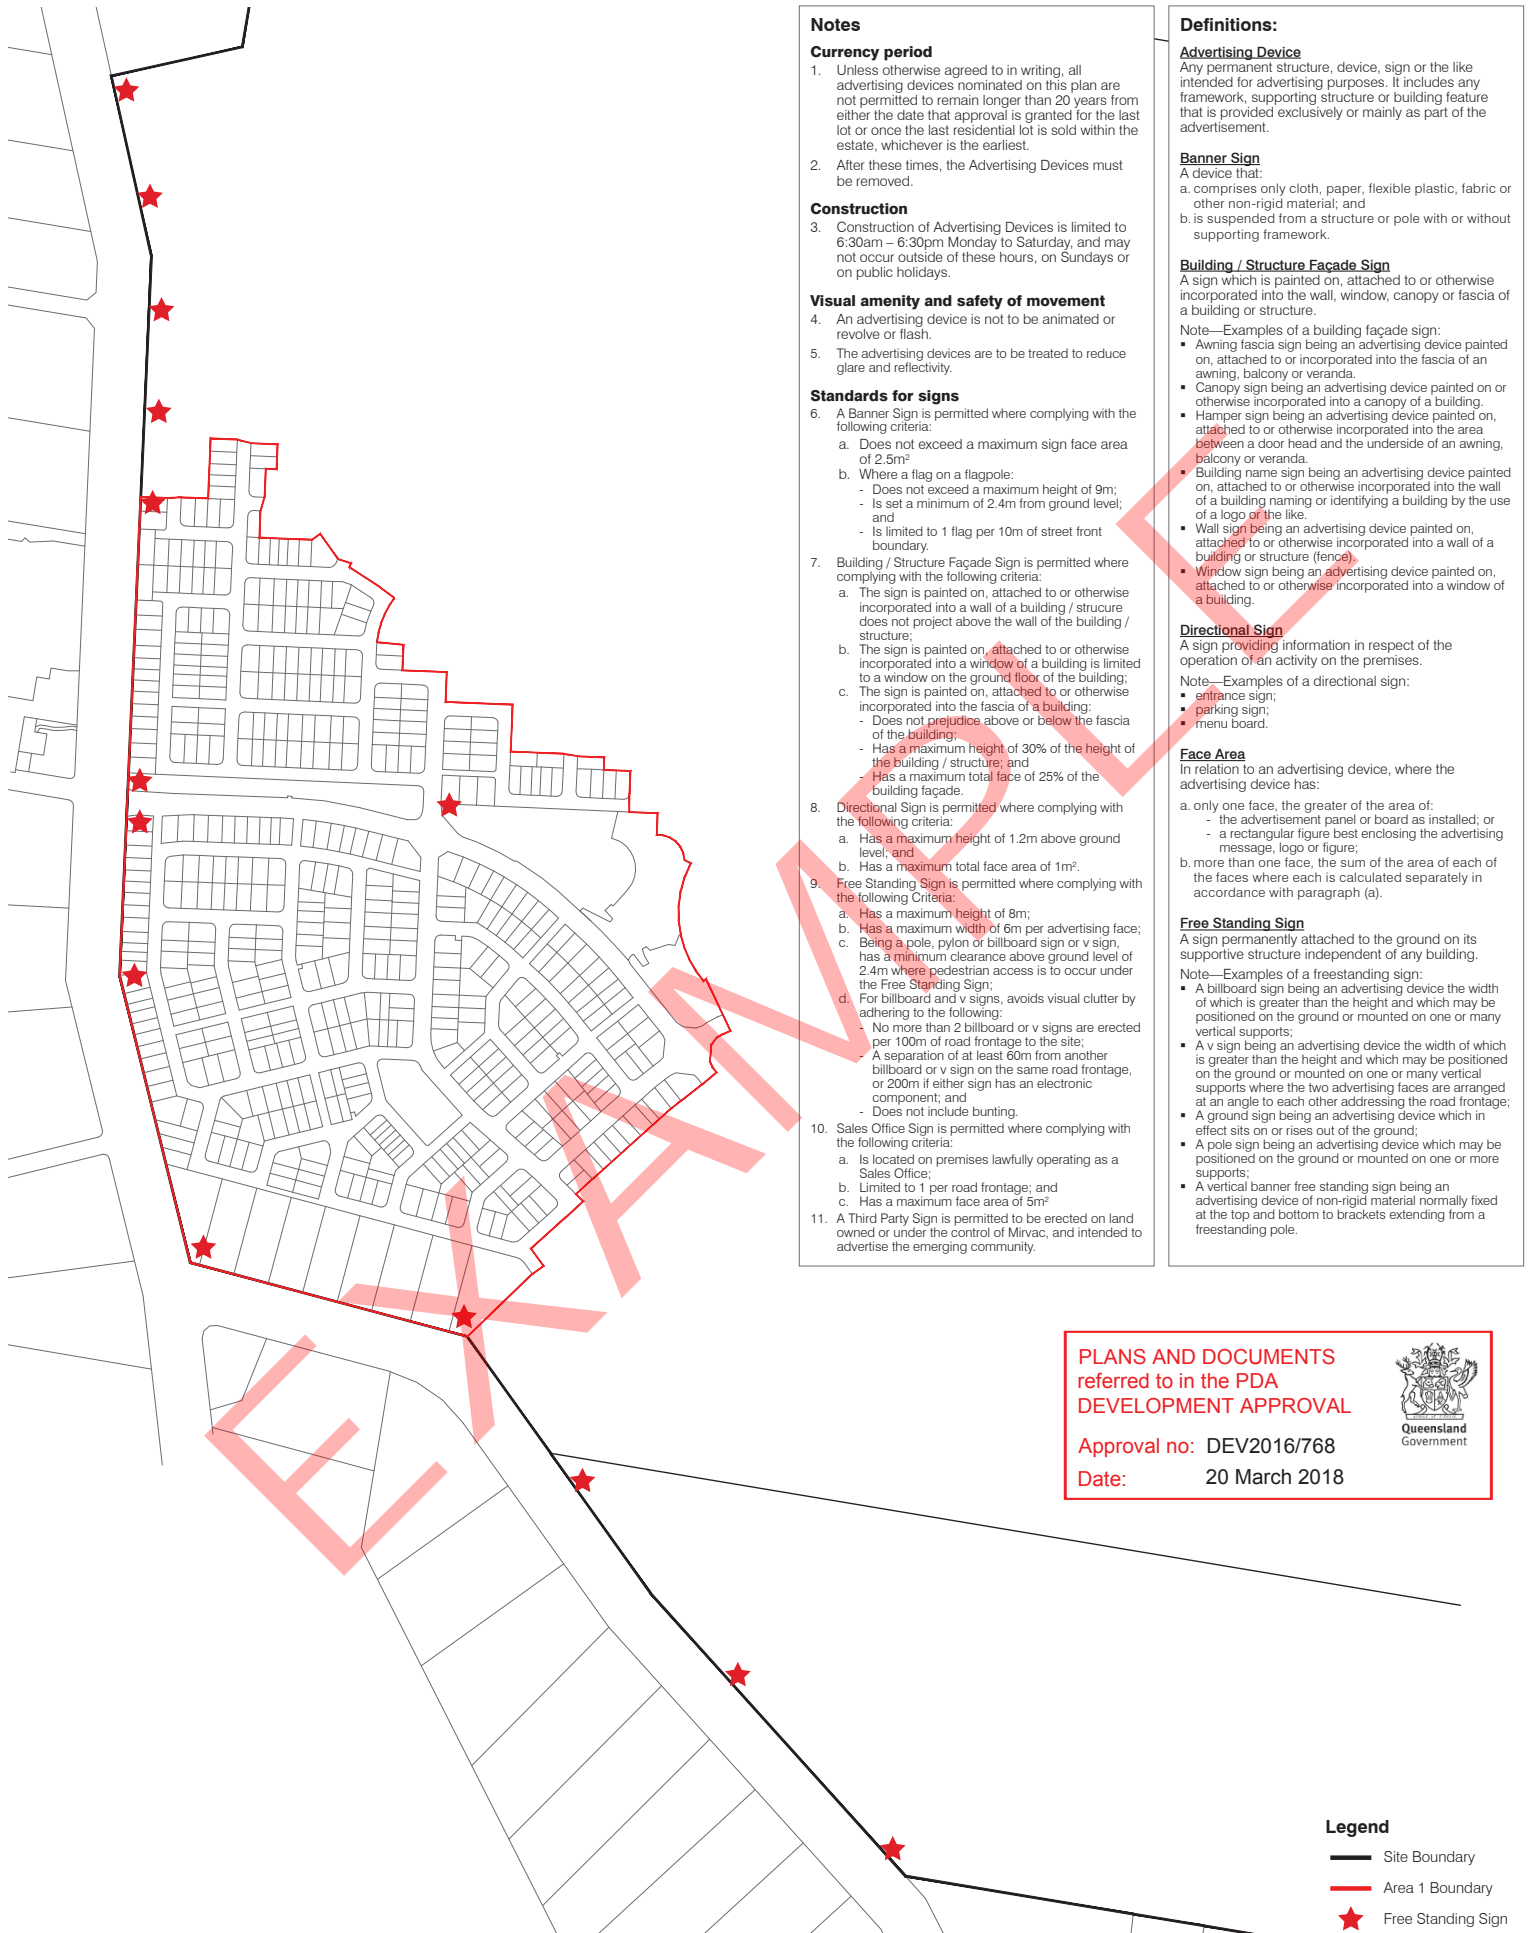 Notes
Currency period
1. Unless otherwise agreed to in writing, all
advertising devices nominated on this plan are
not permitted to remain longer than 20 years from
either the date that approval is granted for the last
lot or once the last residential lot is sold within the
estate, whichever is the earliest.
2. After these times, the Advertising Devices must
be removed.
Construction
3. Construction of Advertising Devices is limited to
6:30am – 6:30pm Monday to Saturday, and may
not occur outside of these hours, on Sundays or
on public holidays.
Visual amenity and safety of movement
4. An advertising device is not to be animated or
revolve or flash.
5. The advertising devices are to be treated to reduce
glare and reflectivity.
Standards for signs
6. A Banner Sign is permitted where complying with the
following criteria:
a. Does not exceed a maximum sign face area
of 2.5m²
b. Where a flag on a flagpole:
- Does not exceed a maximum height of 9m;
- Is set a minimum of 2.4m from ground level;
and
- Is limited to 1 flag per 10m of street front
boundary.
7. Building / Structure Façade Sign is permitted where
complying with the following criteria:
a. The sign is painted on, attached to or otherwise
incorporated into a wall of a building / strucure
does not project above the wall of the building /
structure;
b. The sign is painted on, attached to or otherwise
incorporated into a window of a building is limited
to a window on the ground floor of the building;
c. The sign is painted on, attached to or otherwise
incorporated into the fascia of a building:
- Does not prejudice above or below the fascia
of the building;
- Has a maximum height of 30% of the height of
the building / structure; and
- Has a maximum total face of 25% of the
building façade.
8. Directional Sign is permitted where complying with
the following criteria:
a. Has a maximum height of 1.2m above ground
level; and
b. Has a maximum total face area of 1m².
9. Free Standing Sign is permitted where complying with
the following Criteria:
a. Has a maximum height of 8m;
b. Has a maximum width of 6m per advertising face;
c. Being a pole, pylon or billboard sign or v sign,
has a minimum clearance above ground level of
2.4m where pedestrian access is to occur under
the Free Standing Sign;
d. For billboard and v signs, avoids visual clutter by
adhering to the following:
- No more than 2 billboard or v signs are erected
per 100m of road frontage to the site;
- A separation of at least 60m from another
billboard or v sign on the same road frontage,
or 200m if either sign has an electronic
component; and
- Does not include bunting.
10. Sales Office Sign is permitted where complying with
the following criteria:
a. Is located on premises lawfully operating as a
Sales Office;
b. Limited to 1 per road frontage; and
c. Has a maximum face area of 5m²
11. A Third Party Sign is permitted to be erected on land
owned or under the control of Mirvac, and intended to
advertise the emerging community.
Definitions:
Advertising Device
Any permanent structure, device, sign or the like
intended for advertising purposes. It includes any
framework, supporting structure or building feature
that is provided exclusively or mainly as part of the
advertisement.
Banner Sign
A device that:
a. comprises only cloth, paper, flexible plastic, fabric or
other non-rigid material; and
b. is suspended from a structure or pole with or without
supporting framework.
Building / Structure Façade Sign
A sign which is painted on, attached to or otherwise
incorporated into the wall, window, canopy or fascia of
a building or structure.
Note—Examples of a building façade sign:
▪ Awning fascia sign being an advertising device painted
on, attached to or incorporated into the fascia of an
awning, balcony or veranda.
▪ Canopy sign being an advertising device painted on or
otherwise incorporated into a canopy of a building.
▪ Hamper sign being an advertising device painted on,
attached to or otherwise incorporated into the area
between a door head and the underside of an awning,
balcony or veranda.
▪ Building name sign being an advertising device painted
on, attached to or otherwise incorporated into the wall
of a building naming or identifying a building by the use
of a logo or the like.
▪ Wall sign being an advertising device painted on,
attached to or otherwise incorporated into a wall of a
building or structure (fence).
▪ Window sign being an advertising device painted on,
attached to or otherwise incorporated into a window of
a building.
Directional Sign
A sign providing information in respect of the
operation of an activity on the premises.
Note—Examples of a directional sign:
▪ entrance sign;
▪ parking sign;
▪ menu board.
Face Area
In relation to an advertising device, where the
advertising device has:
a. only one face, the greater of the area of:
- the advertisement panel or board as installed; or
- a rectangular figure best enclosing the advertising
message, logo or figure;
b. more than one face, the sum of the area of each of
the faces where each is calculated separately in
accordance with paragraph (a).
Free Standing Sign
A sign permanently attached to the ground on its
supportive structure independent of any building.
Note—Examples of a freestanding sign:
▪ A billboard sign being an advertising device the width
of which is greater than the height and which may be
positioned on the ground or mounted on one or many
vertical supports;
▪ A v sign being an advertising device the width of which
is greater than the height and which may be positioned
on the ground or mounted on one or many vertical
supports where the two advertising faces are arranged
at an angle to each other addressing the road frontage;
▪ A ground sign being an advertising device which in
effect sits on or rises out of the ground;
▪ A pole sign being an advertising device which may be
positioned on the ground or mounted on one or more
supports;
▪ A vertical banner free standing sign being an
advertising device of non-rigid material normally fixed
at the top and bottom to brackets extending from a
freestanding pole.
EXAMPLE
PLANS AND DOCUMENTS
referred to in the PDA
DEVELOPMENT APPROVAL
Approval no: DEV2016/768
Date: 20 March 2018
Queensland
Government
Legend
Site Boundary
Area 1 Boundary
Free Standing Sign